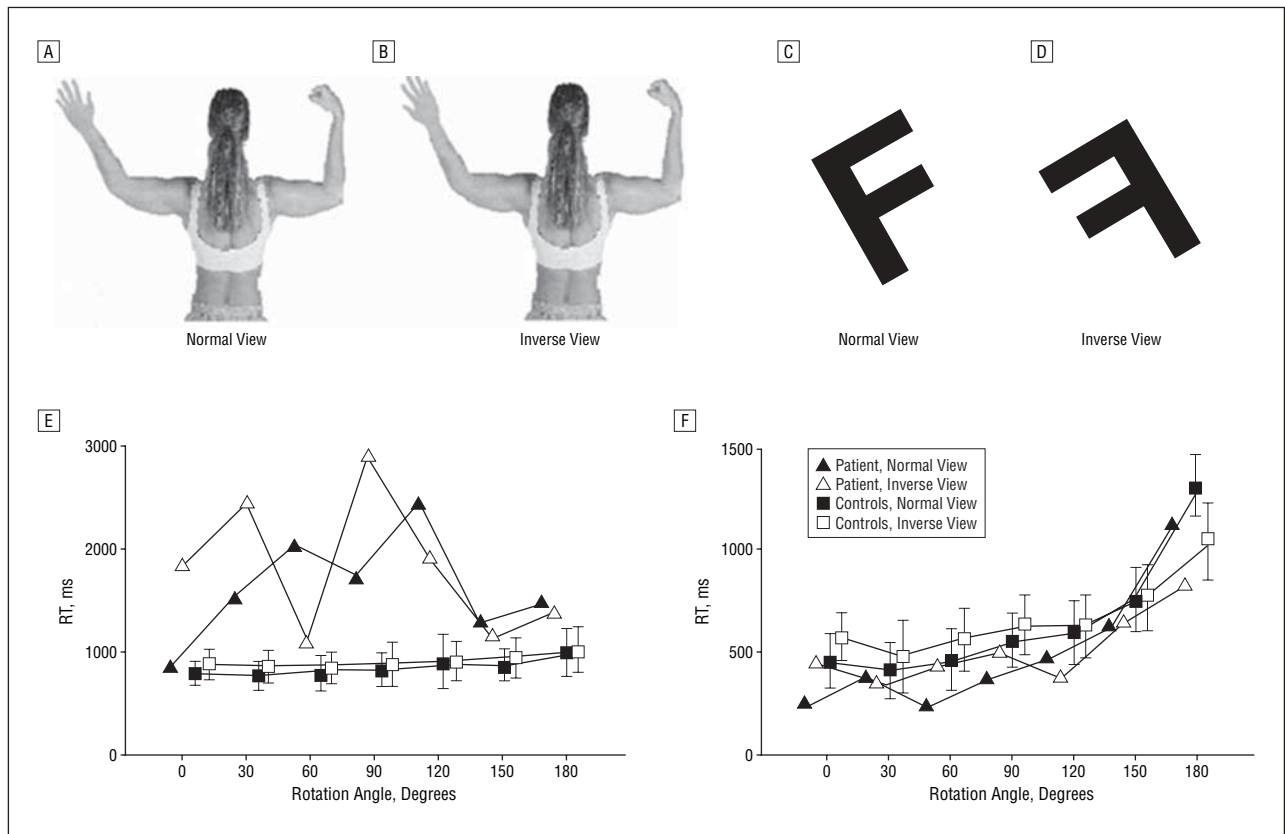 A
B
C
D
Normal View
Inverse View
Normal View
Inverse View
E
3000
2000
1000
0
RT, ms
0 30 60 90 120 150 180
Rotation Angle, Degrees
F
1500
1000
500
0
RT, ms
Patient, Normal View
Patient, Inverse View
Controls, Normal View
Controls, Inverse View
0 30 60 90 120 150 180
Rotation Angle, Degrees